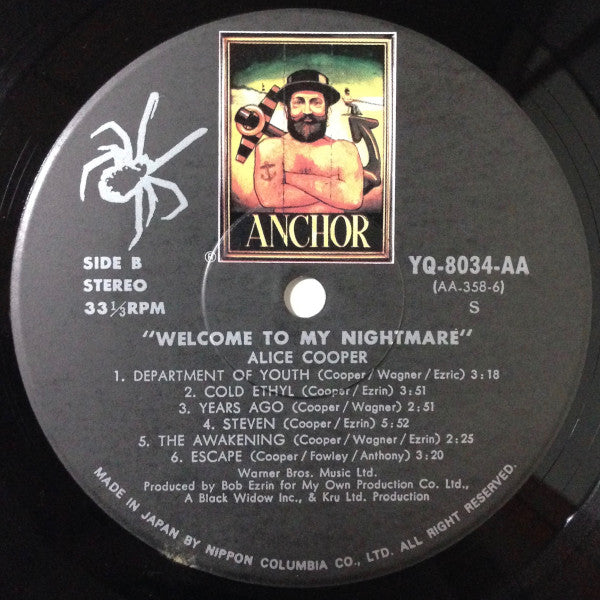 ANCHOR
®
SIDE B
STEREO
33 1/3 RPM
YQ-8034-AA
(AA-358-6)
S
"WELCOME TO MY NIGHTMARE"
ALICE COOPER
1. DEPARTMENT OF YOUTH (Cooper/Wagner/Ezric) 3:18
2. COLD ETHYL (Cooper/Ezrin) 3:51
3. YEARS AGO (Cooper/Wagner) 2:51
4. STEVEN (Cooper/Ezrin) 5:52
5. THE AWAKENING (Cooper/Wagner/Ezrin) 2:25
6. ESCAPE (Cooper/Fowley/Anthony) 3:20
Warner Bros. Music Ltd.
Produced by Bob Ezrin for My Own Production Co. Ltd.,
A Black Widow Inc., & Kru Ltd. Production
MADE IN JAPAN BY NIPPON COLUMBIA CO., LTD. ALL RIGHT RESERVED.